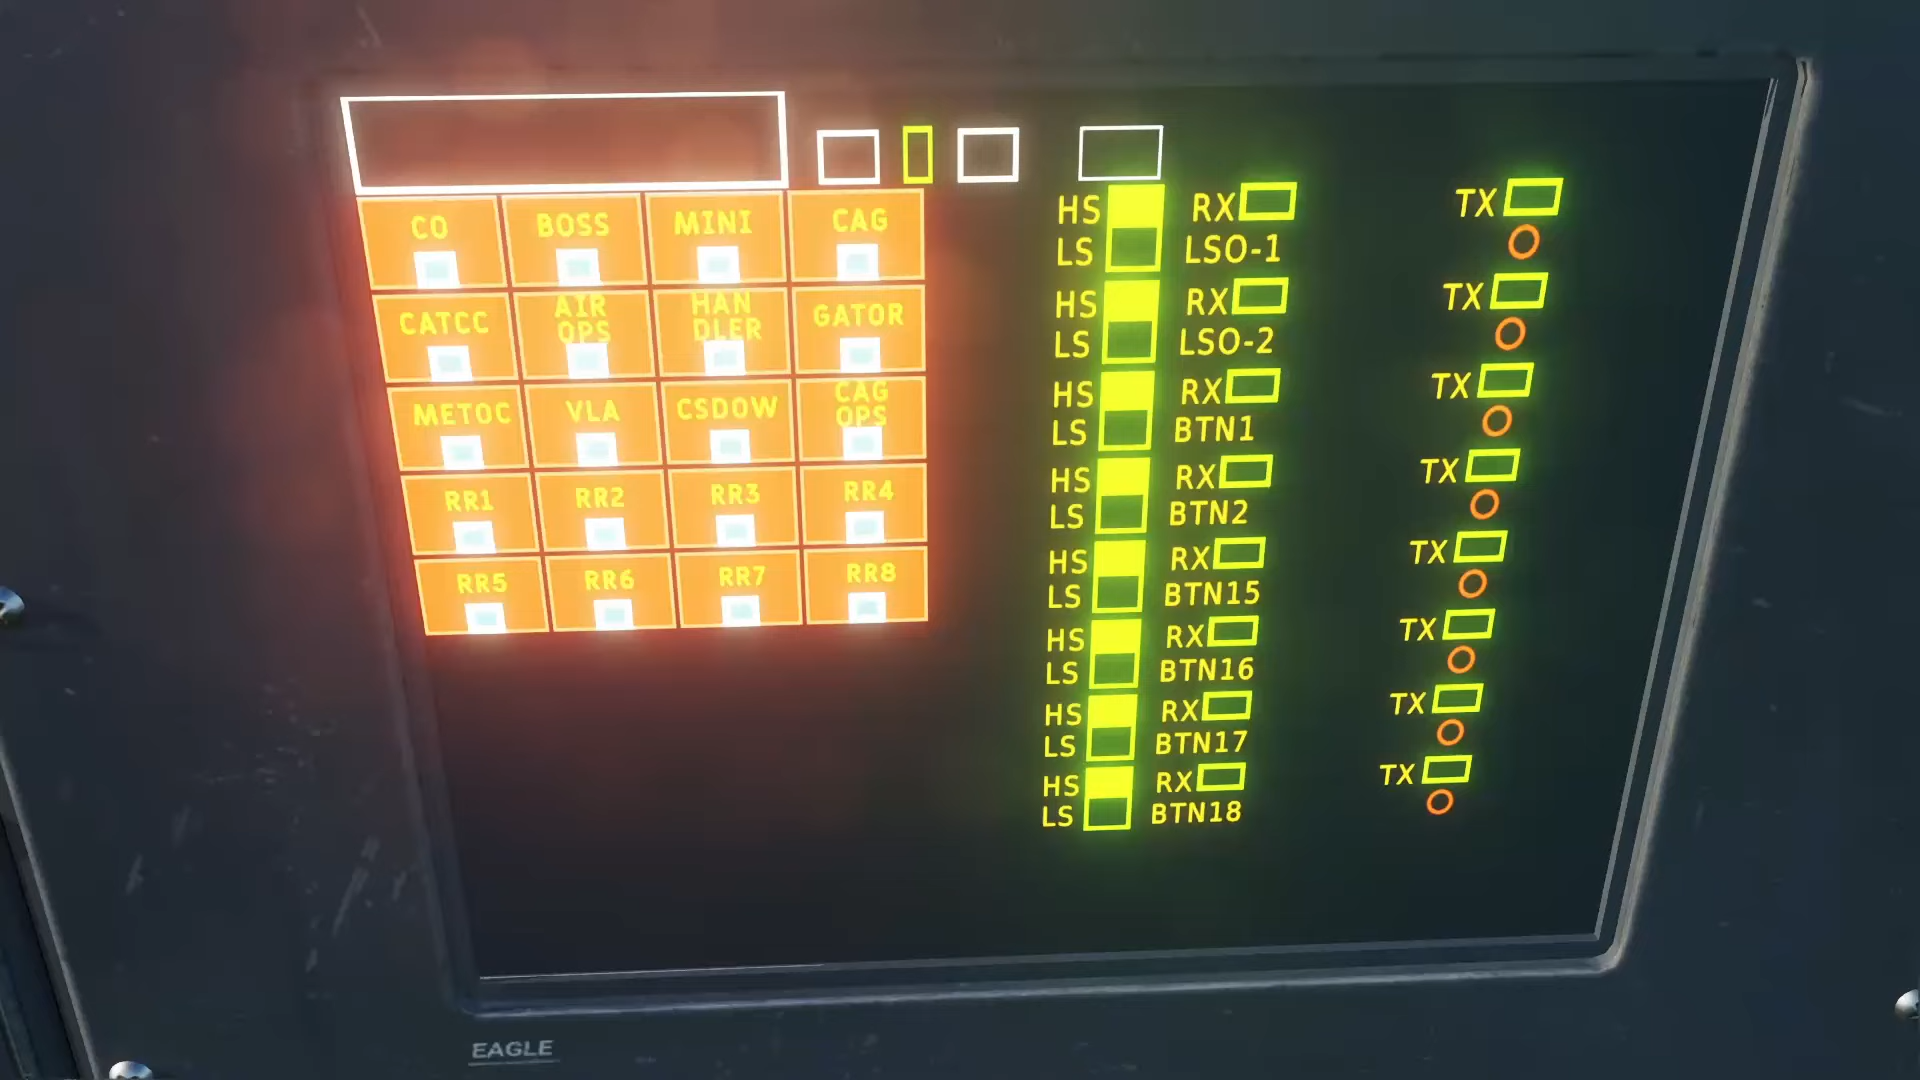 CO BOSS MINI CAG
CATCC AIR OPS HAN DLER GATOR
METOC VLA CSDOW CAG OPS
RR1 RR2 RR3 RR4
RR5 RR6 RR7 RR8
HS RX TX
LS LSO-1
HS RX TX
LS LSO-2
HS RX TX
LS BTN1
HS RX TX
LS BTN2
HS RX TX
LS BTN15
HS RX TX
LS BTN16
HS RX TX
LS BTN17
HS RX TX
LS BTN18
EAGLE